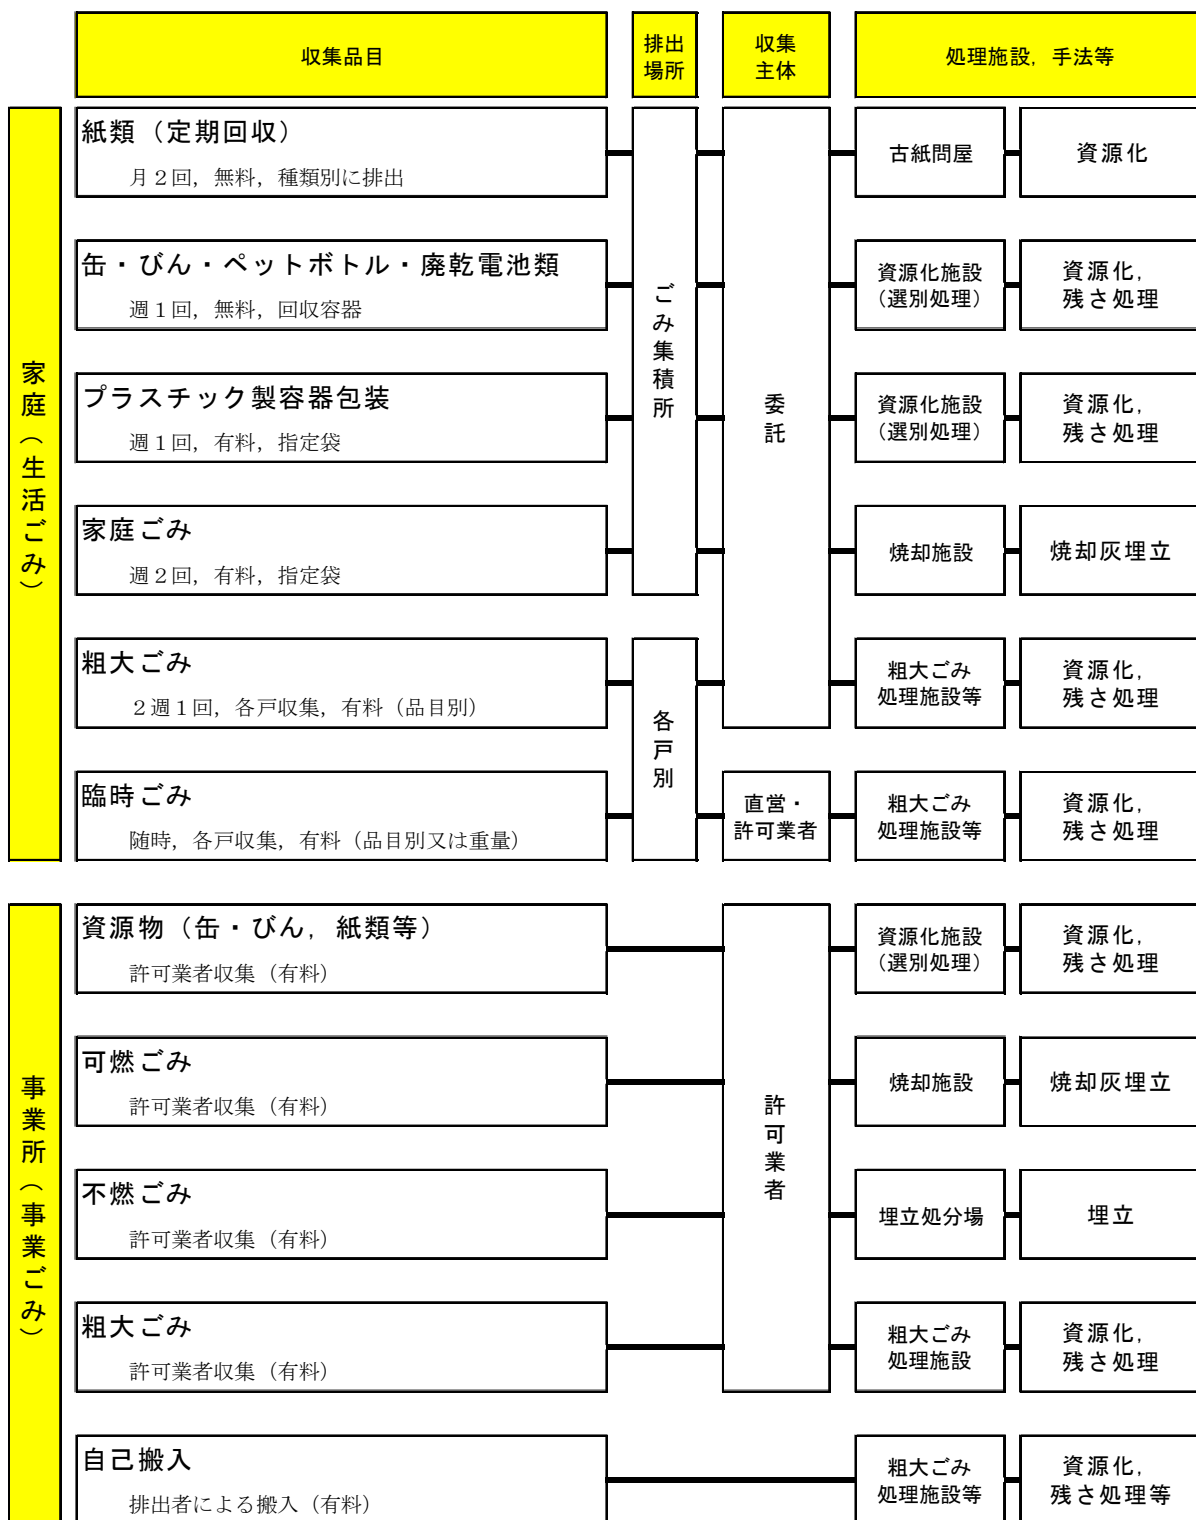 収集品目
排出
場所
収集
主体
処理施設，手法等
家庭（生活ごみ）
紙類（定期回収）
月２回，無料，種類別に排出
ごみ集積所
委託
古紙問屋
資源化
缶・びん・ペットボトル・廃乾電池類
週１回，無料，回収容器
資源化施設
（選別処理）
資源化，
残さ処理
プラスチック製容器包装
週１回，有料，指定袋
資源化施設
（選別処理）
資源化，
残さ処理
家庭ごみ
週２回，有料，指定袋
焼却施設
焼却灰埋立
粗大ごみ
２週１回，各戸収集，有料（品目別）
各戸別
粗大ごみ
処理施設等
資源化，
残さ処理
臨時ごみ
随時，各戸収集，有料（品目別又は重量）
直営・
許可業者
粗大ごみ
処理施設等
資源化，
残さ処理
事業所（事業ごみ）
資源物（缶・びん，紙類等）
許可業者収集（有料）
許可業者
資源化施設
（選別処理）
資源化，
残さ処理
可燃ごみ
許可業者収集（有料）
焼却施設
焼却灰埋立
不燃ごみ
許可業者収集（有料）
埋立処分場
埋立
粗大ごみ
許可業者収集（有料）
粗大ごみ
処理施設
資源化，
残さ処理
自己搬入
排出者による搬入（有料）
粗大ごみ
処理施設等
資源化，
残さ処理等